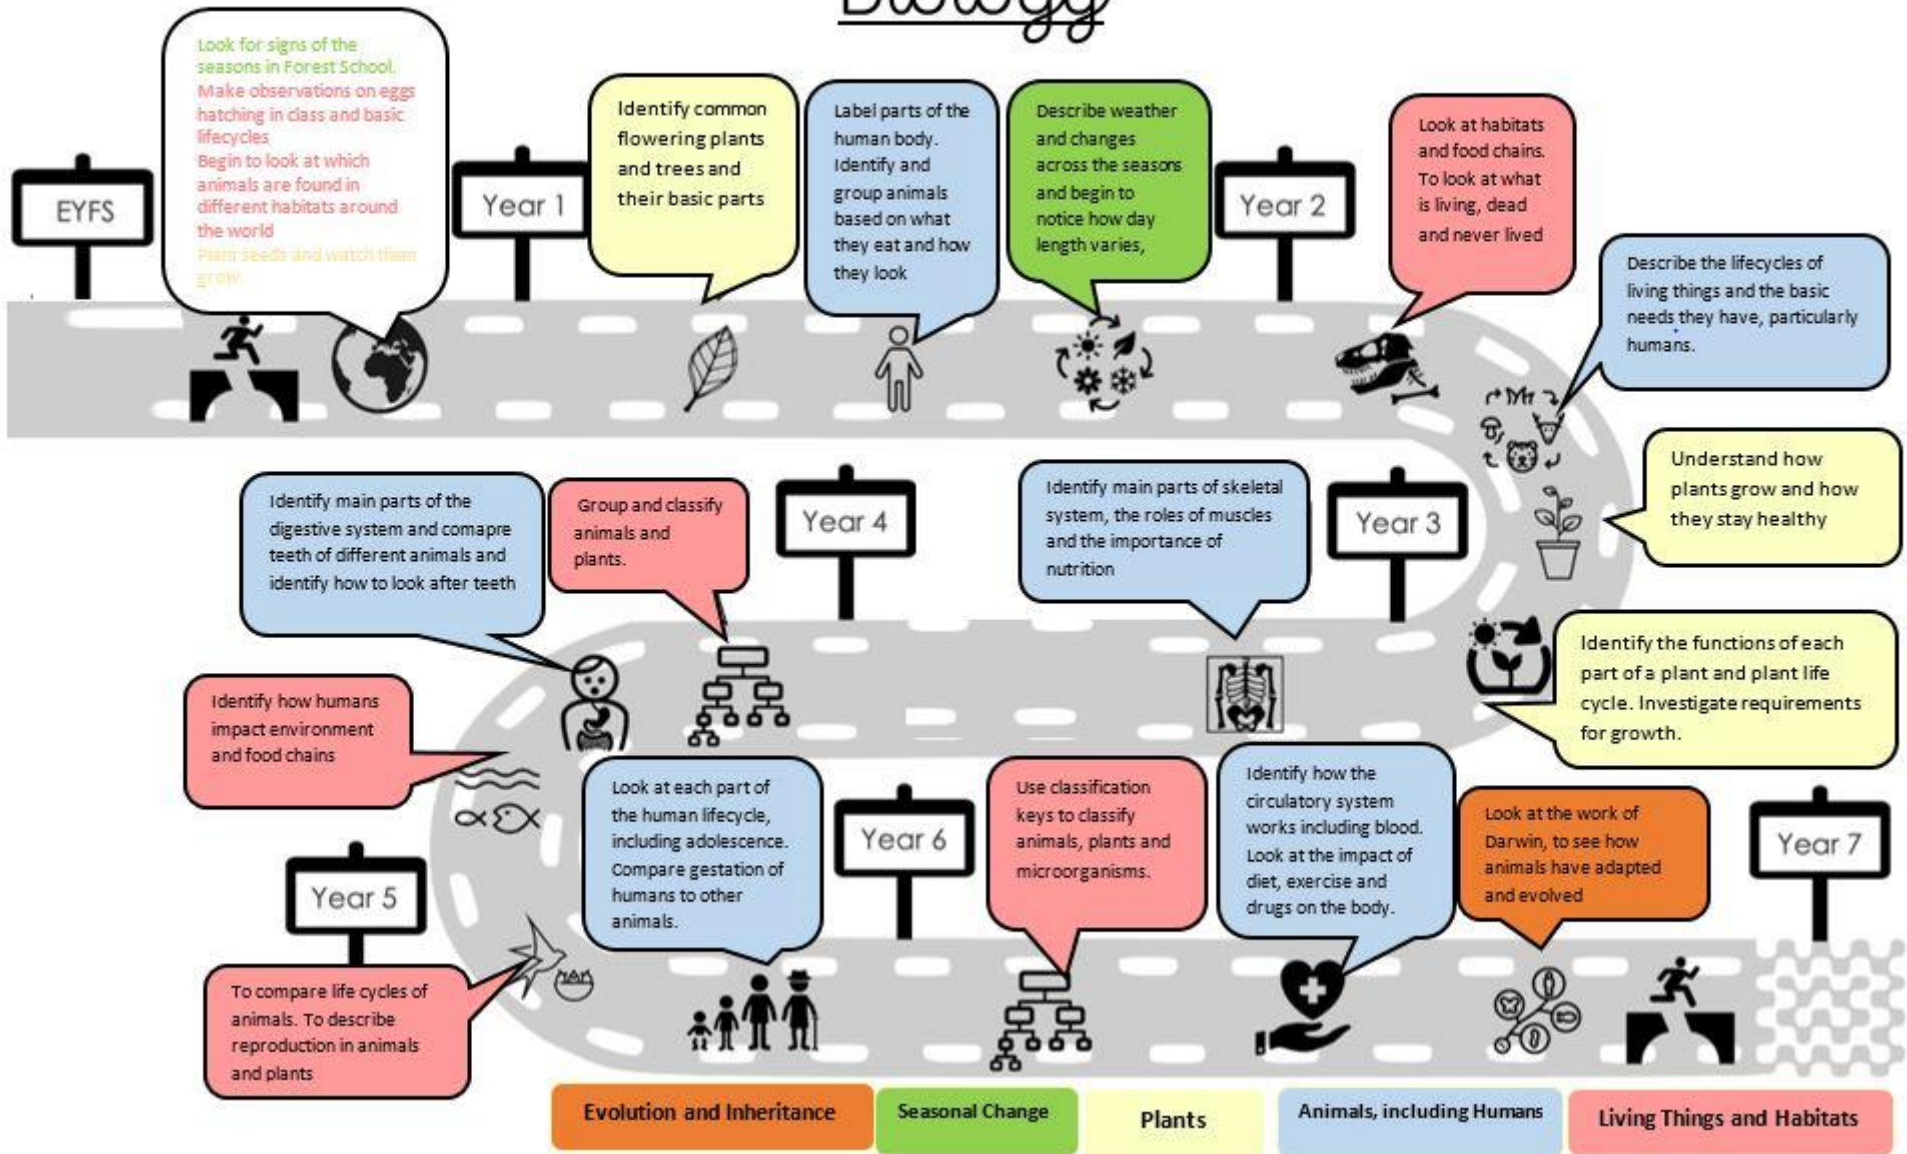 Biology
EYFS
Look for signs of the
seasons in Forest School.
Make observations on eggs
hatching in class and basic
lifecycles
Begin to look at which
animals are found in
different habitats around
the world
Plant seeds and watch them
grow.
Year 1
Identify common
flowering plants
and trees and
their basic parts
Label parts of the
human body.
Identify and
group animals
based on what
they eat and how
they look
Describe weather
and changes
across the seasons
and begin to
notice how day
length varies,
Year 2
Look at habitats
and food chains.
To look at what
is living, dead
and never lived
Describe the lifecycles of
living things and the basic
needs they have, particularly
humans.
Understand how
plants grow and how
they stay healthy
Year 3
Identify the functions of each
part of a plant and plant life
cycle. Investigate requirements
for growth.
Identify main parts of skeletal
system, the roles of muscles
and the importance of
nutrition
Year 4
Group and classify
animals and
plants.
Identify main parts of the
digestive system and comapre
teeth of different animals and
identify how to look after teeth
Identify how humans
impact environment
and food chains
Year 5
To compare life cycles of
animals. To describe
reproduction in animals
and plants
Look at each part of
the human lifecycle,
including adolescence.
Compare gestation of
humans to other
animals.
Year 6
Use classification
keys to classify
animals, plants and
microorganisms.
Identify how the
circulatory system
works including blood.
Look at the impact of
diet, exercise and
drugs on the body.
Look at the work of
Darwin, to see how
animals have adapted
and evolved
Year 7
Evolution and Inheritance
Seasonal Change
Plants
Animals, including Humans
Living Things and Habitats